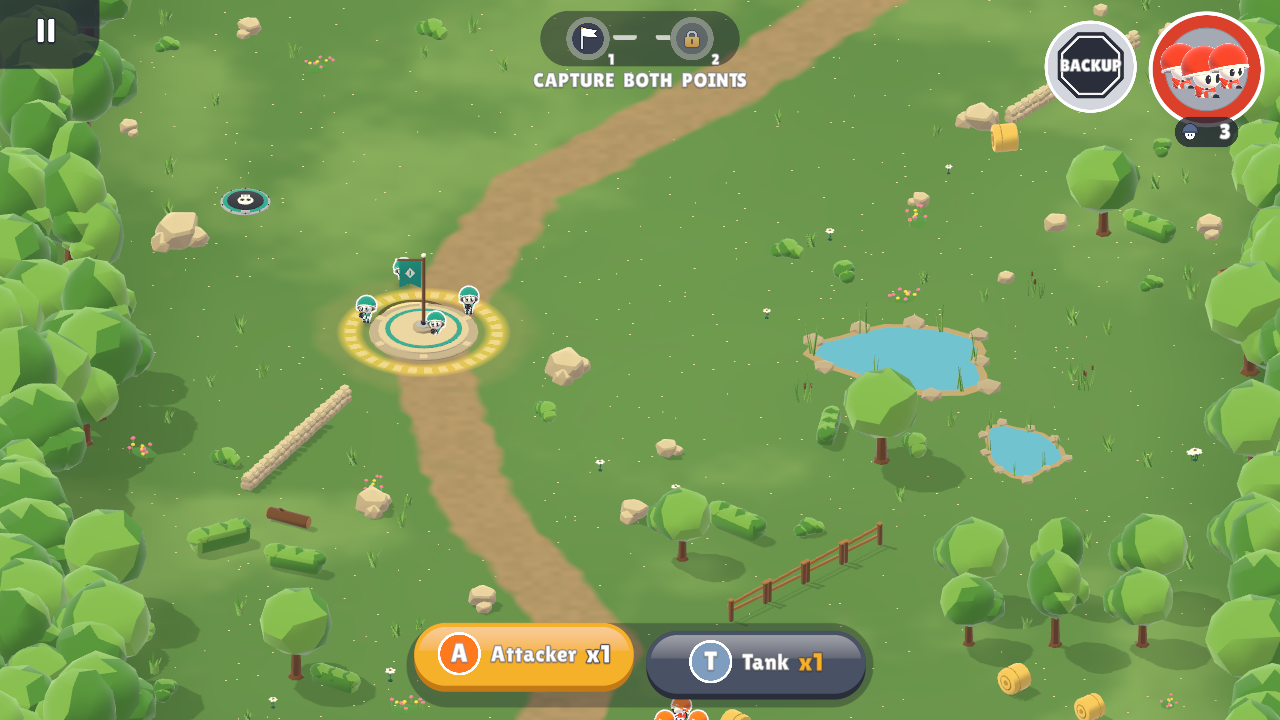 1
2
CAPTURE BOTH POINTS
BACKUP
3
A Attacker x1
T Tank x1